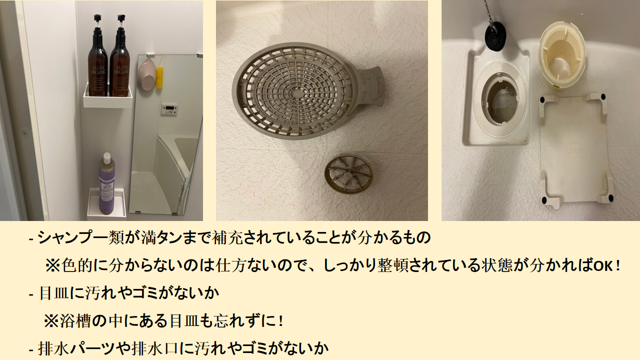 - シャンプー類が満タンまで補充されていることが分かるもの
※色的に分からないのは仕方ないので、しっかり整頓されている状態が分かればOK！
- 目皿に汚れやゴミがないか
※浴槽の中にある目皿も忘れずに！
- 排水パーツや排水口に汚れやゴミがないか